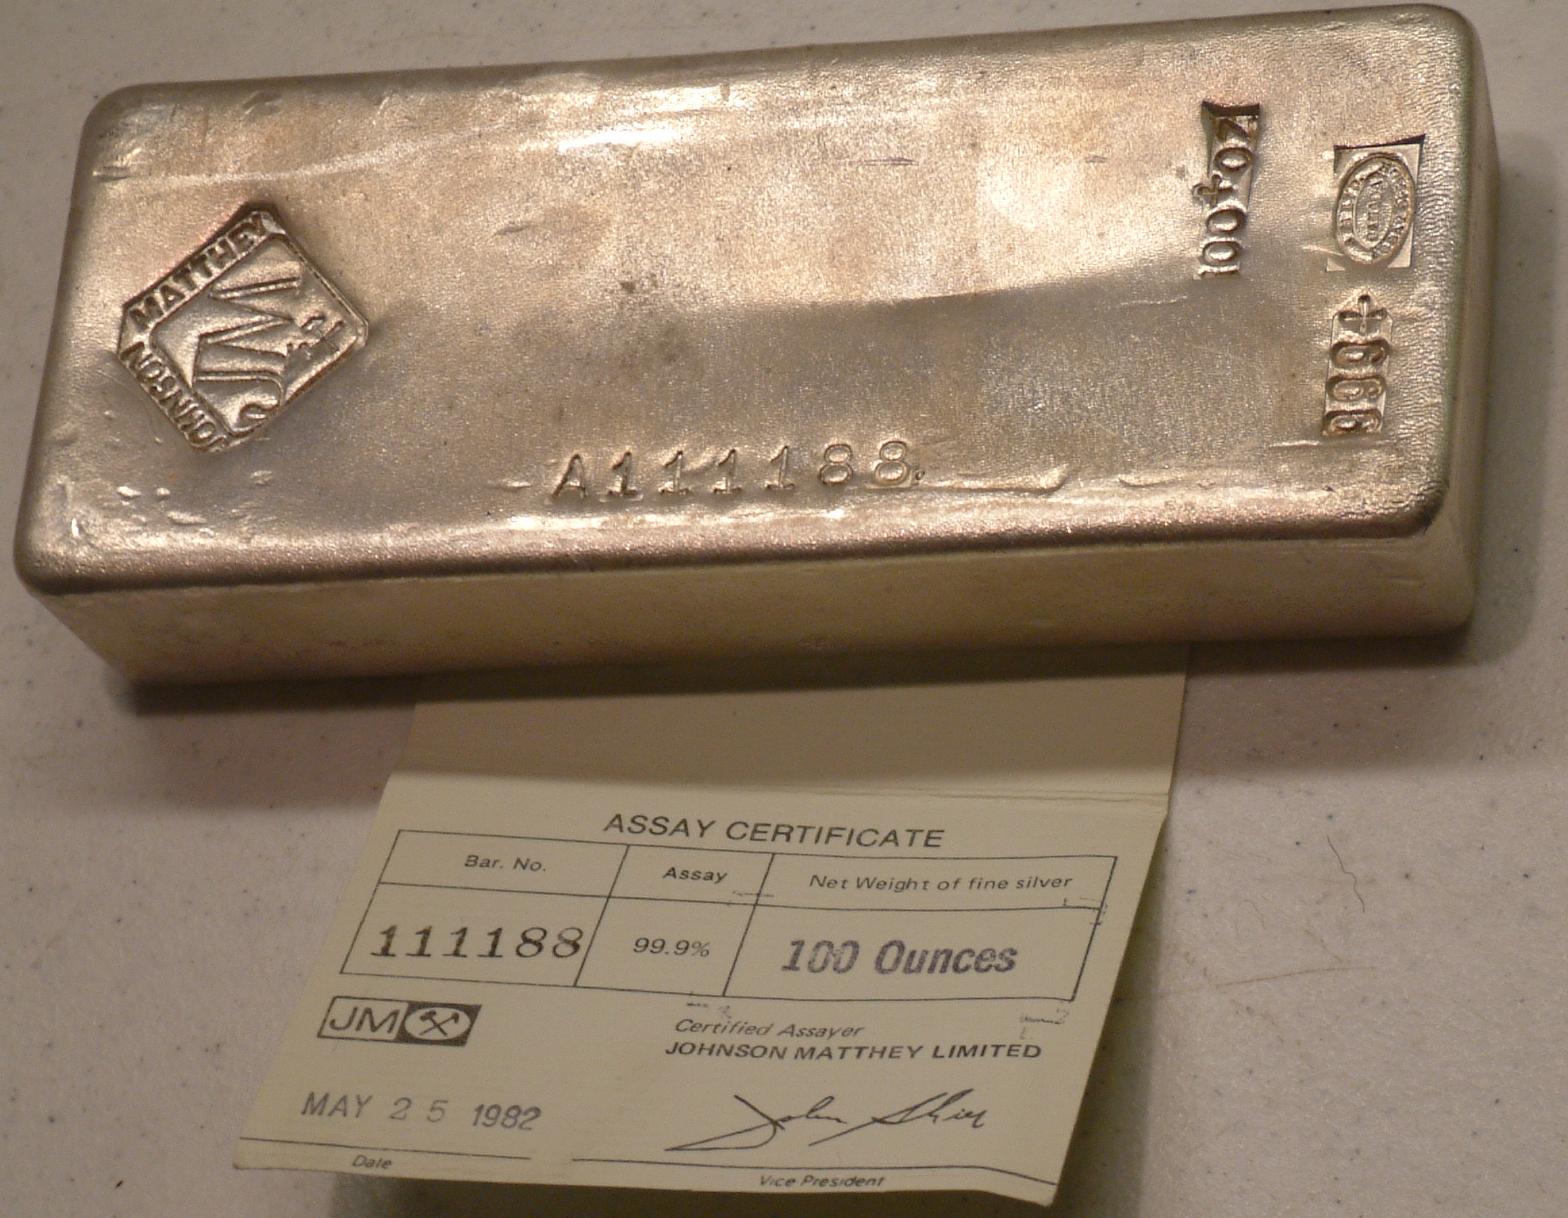 JOHNSON
MATTHEY
JM
100 tr oz
999+
A111188
ASSAY CERTIFICATE
Bar. No.
Assay
Net Weight of fine silver
111188
99.9%
100 Ounces
JM
Certified Assayer
JOHNSON MATTHEY LIMITED
MAY 25 1982
Date
Vice President